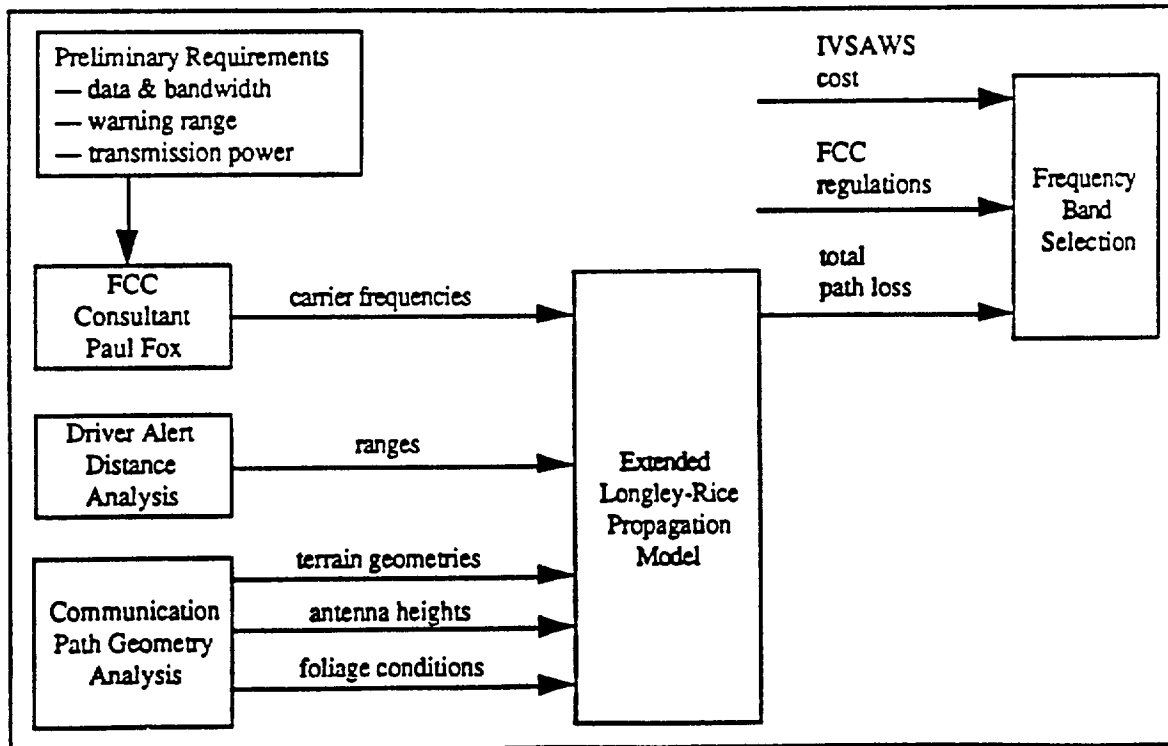 Preliminary Requirements
— data & bandwidth
— warning range
— transmission power
FCC
Consultant
Paul Fox
carrier frequencies
Driver Alert
Distance
Analysis
ranges
Communication
Path Geometry
Analysis
terrain geometries
antenna heights
foliage conditions
Extended
Longley-Rice
Propagation
Model
IVSAWS
cost
FCC
regulations
total
path loss
Frequency
Band
Selection